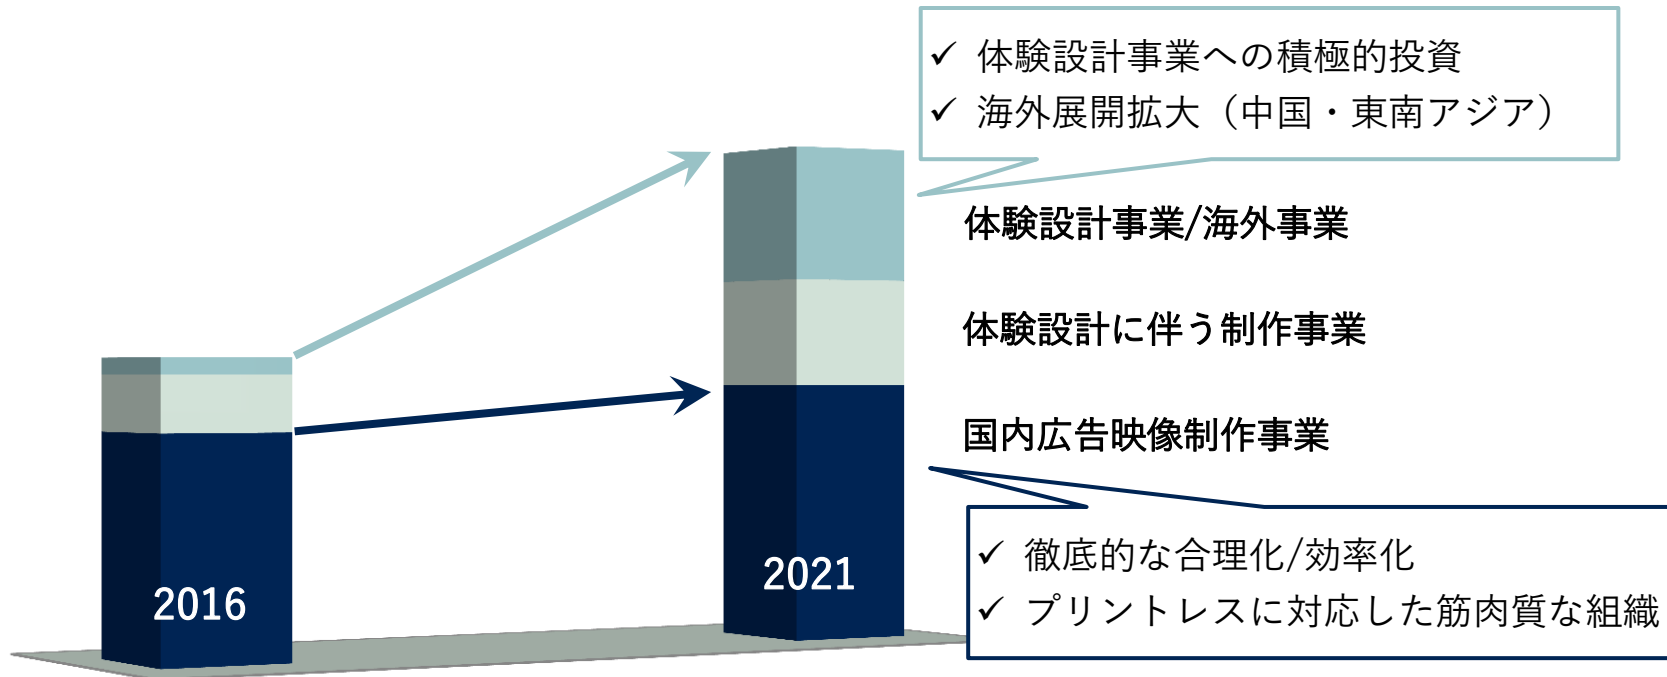 ✓ 体験設計事業への積極的投資
✓ 海外展開拡大（中国・東南アジア）
体験設計事業/海外事業
体験設計に伴う制作事業
国内広告映像制作事業
✓ 徹底的な合理化/効率化
✓ プリントレスに対応した筋肉質な組織
2016
2021